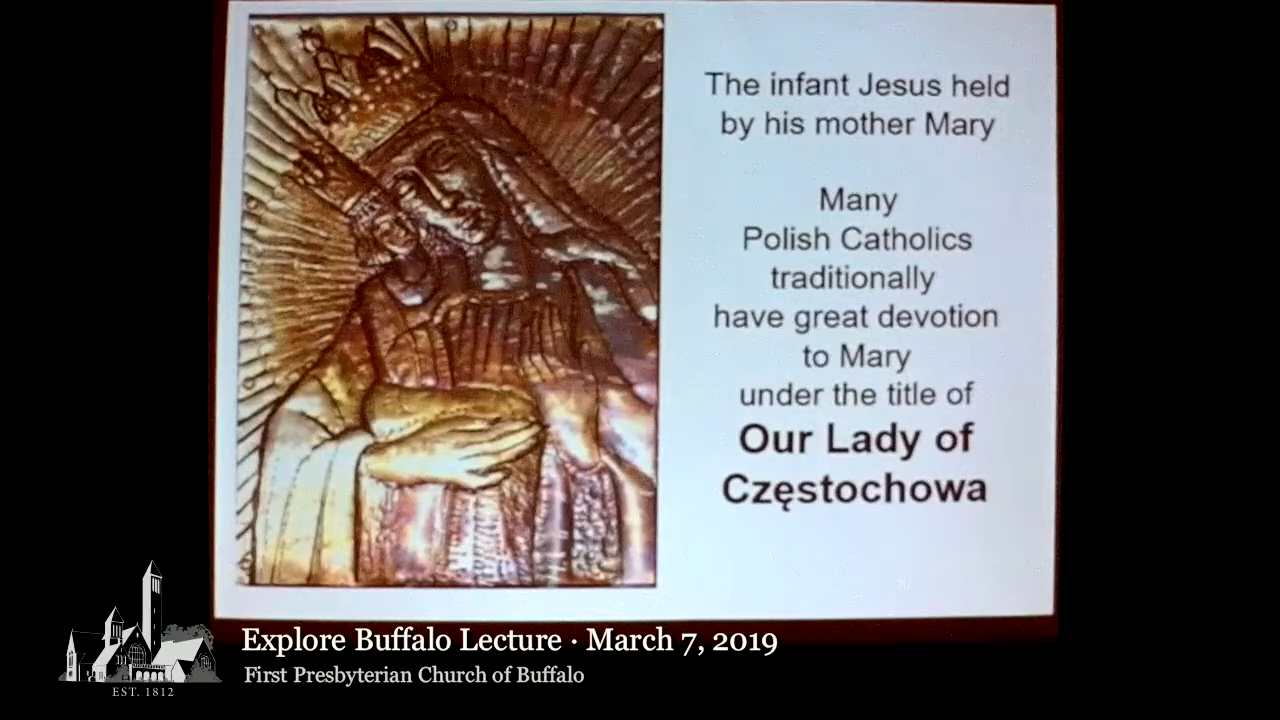 The infant Jesus held
by his mother Mary
Many
Polish Catholics
traditionally
have great devotion
to Mary
under the title of
Our Lady of
Częstochowa
Explore Buffalo Lecture · March 7, 2019
First Presbyterian Church of Buffalo
EST. 1812